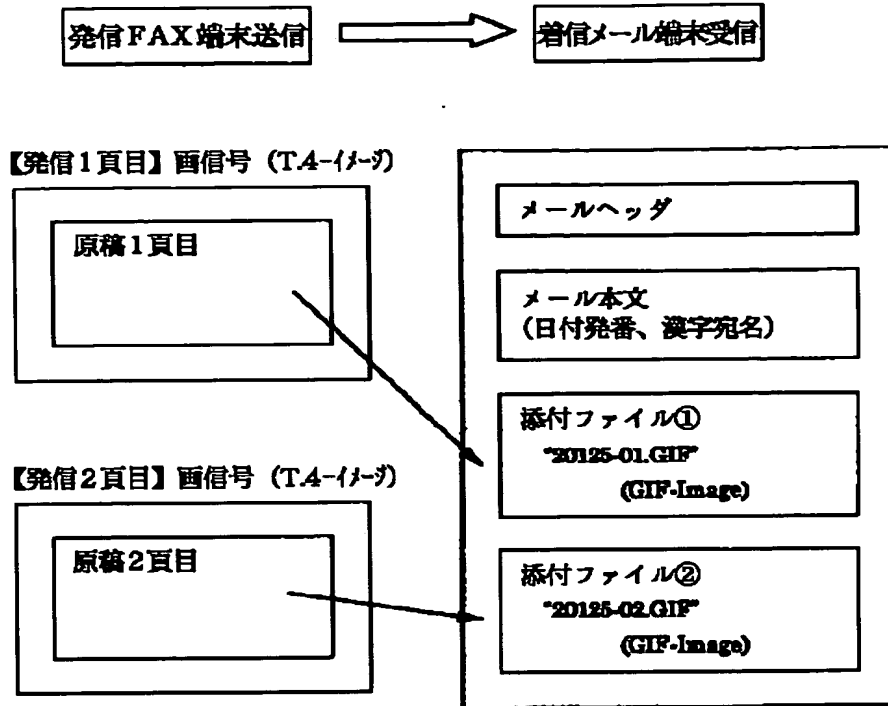 発信FAX端末送信
着信メール端末受信
【発信1頁目】画信号（T.4-ｲﾒｰｼﾞ）
原稿1頁目
【発信2頁目】画信号（T.4-ｲﾒｰｼﾞ）
原稿2頁目
メールヘッダ
メール本文
（日付発番、漢字宛名）
添付ファイル①
"20125-01.GIF"
(GIF-Image)
添付ファイル②
"20125-02.GIF"
(GIF-Image)